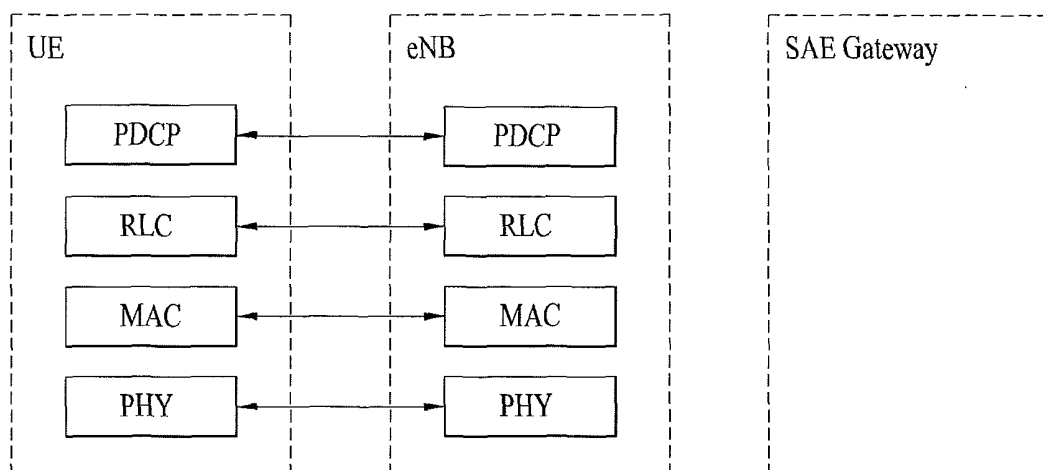 UE
eNB
SAE Gateway
PDCP
PDCP
RLC
RLC
MAC
MAC
PHY
PHY